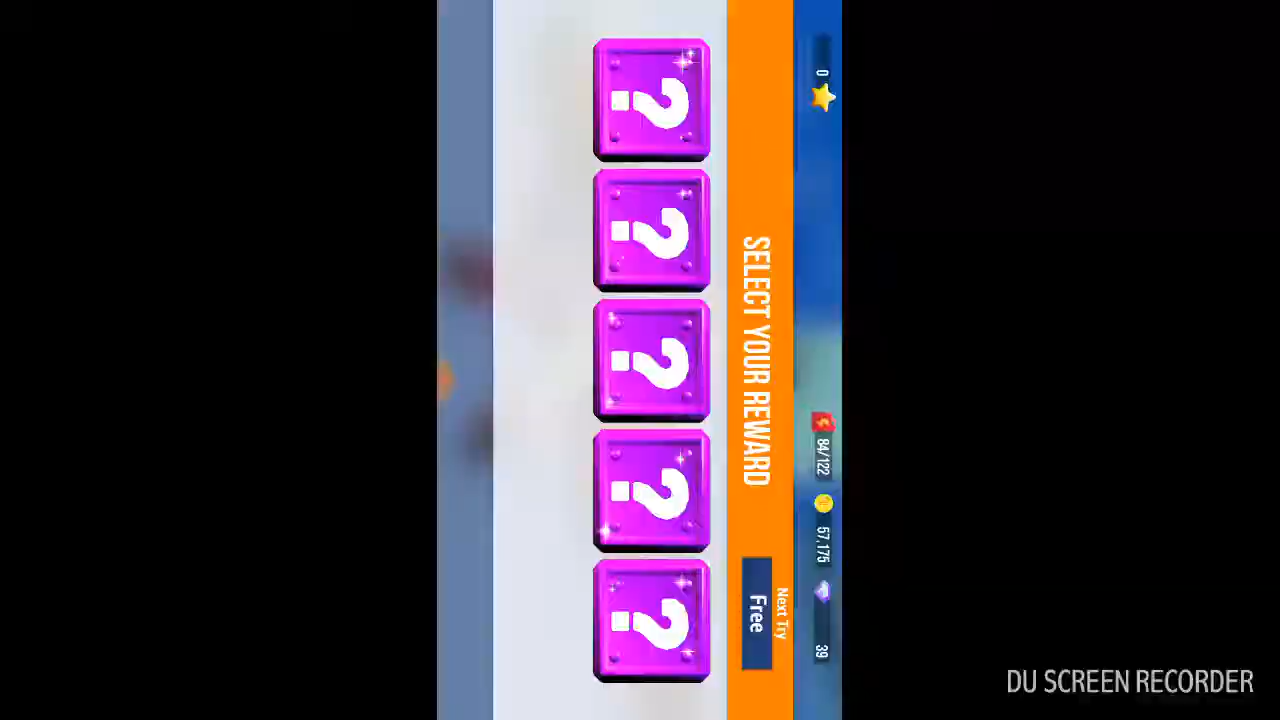 0
84/122
57,175
39
SELECT YOUR REWARD
Next Try
Free
?
?
?
?
?
DU SCREEN RECORDER